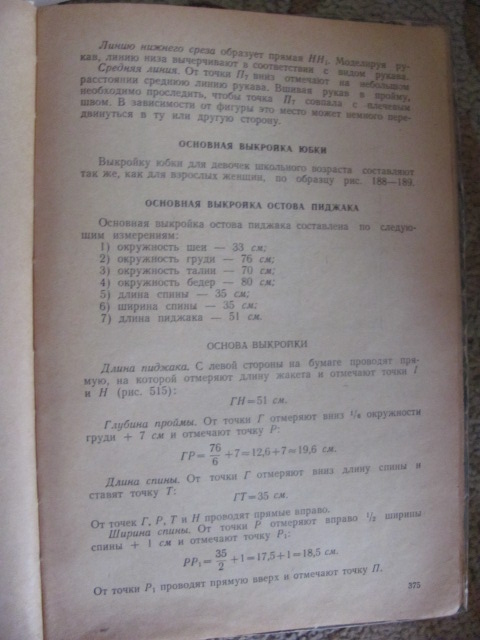 Линию нижнего среза образует прямая НН₁. Моделируя ру-
кав, линию низа вычерчивают в соответствии с видом рукава.
Средняя линия. От точки П₇ вниз отмечают на небольшом
расстоянии среднюю линию рукава. Вшивая рукав в пройму,
необходимо проследить, чтобы точка П₇ совпала с плечевым
швом. В зависимости от фигуры это место может немного пере-
двинуться в ту или другую сторону.
ОСНОВНАЯ ВЫКРОЙКА ЮБКИ
Выкройку юбки для девочек школьного возраста составляют
так же, как для взрослых женщин, по образцу рис. 188—189.
ОСНОВНАЯ ВЫКРОЙКА ОСТОВА ПИДЖАКА
Основная выкройка остова пиджака составлена по следую-
щим измерениям:
1) окружность шеи — 33 см;
2) окружность груди — 76 см;
3) окружность талии — 70 см;
4) окружность бедер — 80 см;
5) длина спины — 35 см;
6) ширина спины — 35 см;
7) длина пиджака — 51 см.
ОСНОВА ВЫКРОЙКИ
Длина пиджака. С левой стороны на бумаге проводят пря-
мую, на которой отмеряют длину жакета и отмечают точки Г
и Н (рис. 515):
ГН=51 см.
Глубина проймы. От точки Г отмеряют вниз ¹/₆ окружности
груди + 7 см и отмечают точку Р:
ГР= 76/6 +7=12,6+7=19,6 см.
Длина спины. От точки Г отмеряют вниз длину спины и
ставят точку Т:
ГТ=35 см.
От точек Г, Р, Т и Н проводят прямые вправо.
Ширина спины. От точки Р отмеряют вправо ¹/₂ ширины
спины + 1 см и отмечают точку Р₁:
РР₁= 35/2 +1=17,5+1=18,5 см.
От точки Р₁ проводят прямую вверх и отмечают точку П.
375